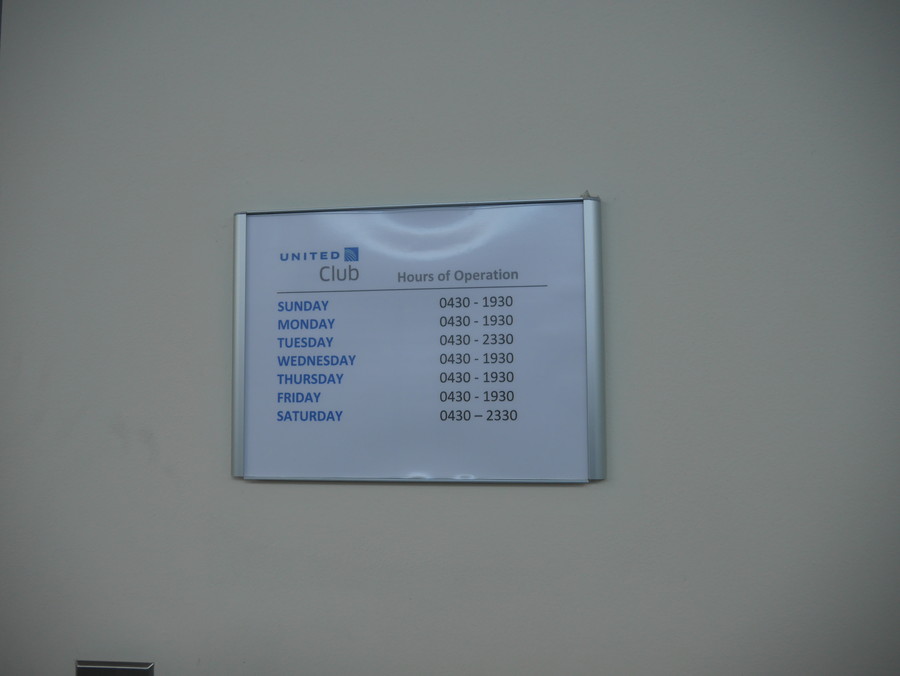 UNITED
Club Hours of Operation
SUNDAY 0430 - 1930
MONDAY 0430 - 1930
TUESDAY 0430 - 2330
WEDNESDAY 0430 - 1930
THURSDAY 0430 - 1930
FRIDAY 0430 - 1930
SATURDAY 0430 – 2330